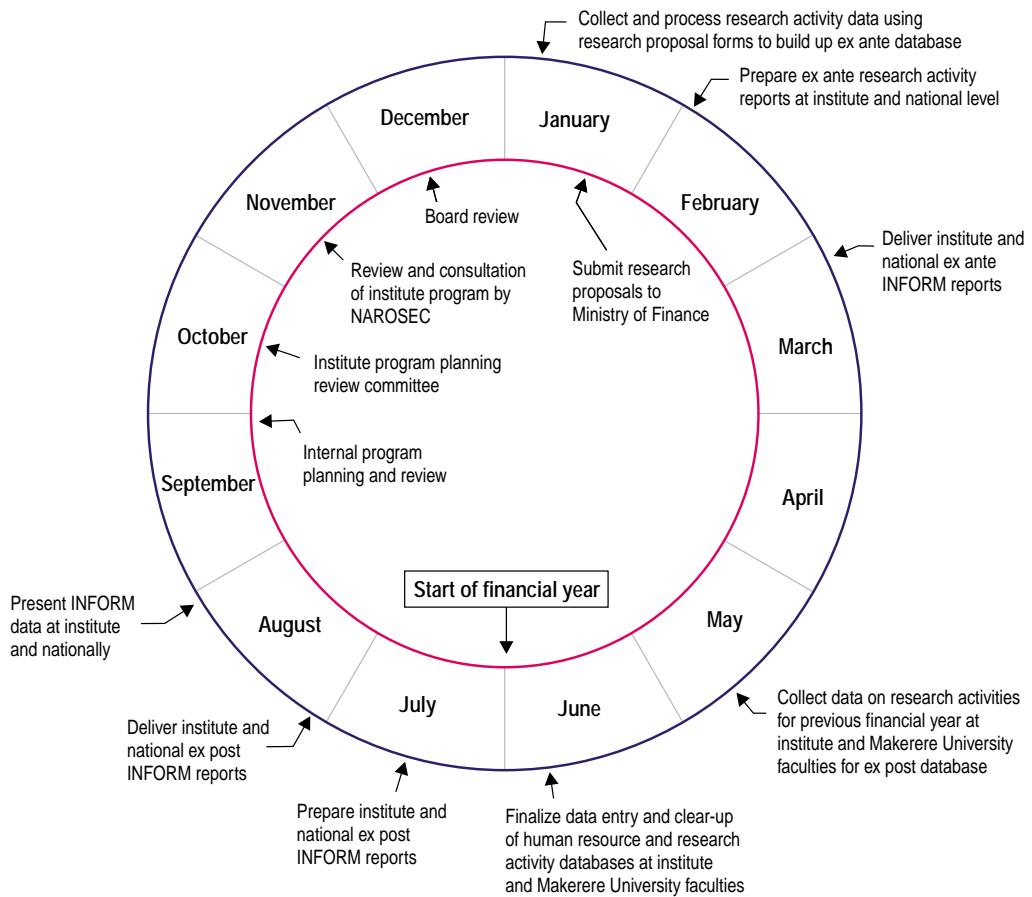 Collect and process research activity data using
research proposal forms to build up ex ante database
Prepare ex ante research activity
reports at institute and national level
December
January
November
February
Board review
Deliver institute and
national ex ante
INFORM reports
Review and consultation
of institute program by
NAROSEC
Submit research
proposals to
Ministry of Finance
October
March
Institute program planning
review committee
Internal program
planning and review
September
April
Start of financial year
Present INFORM
data at institute
and nationally
August
May
July
June
Collect data on research activities
for previous financial year at
institute and Makerere University
faculties for ex post database
Deliver institute and
national ex post
INFORM reports
Prepare institute and
national ex post
INFORM reports
Finalize data entry and clear-up
of human resource and research
activity databases at institute
and Makerere University faculties